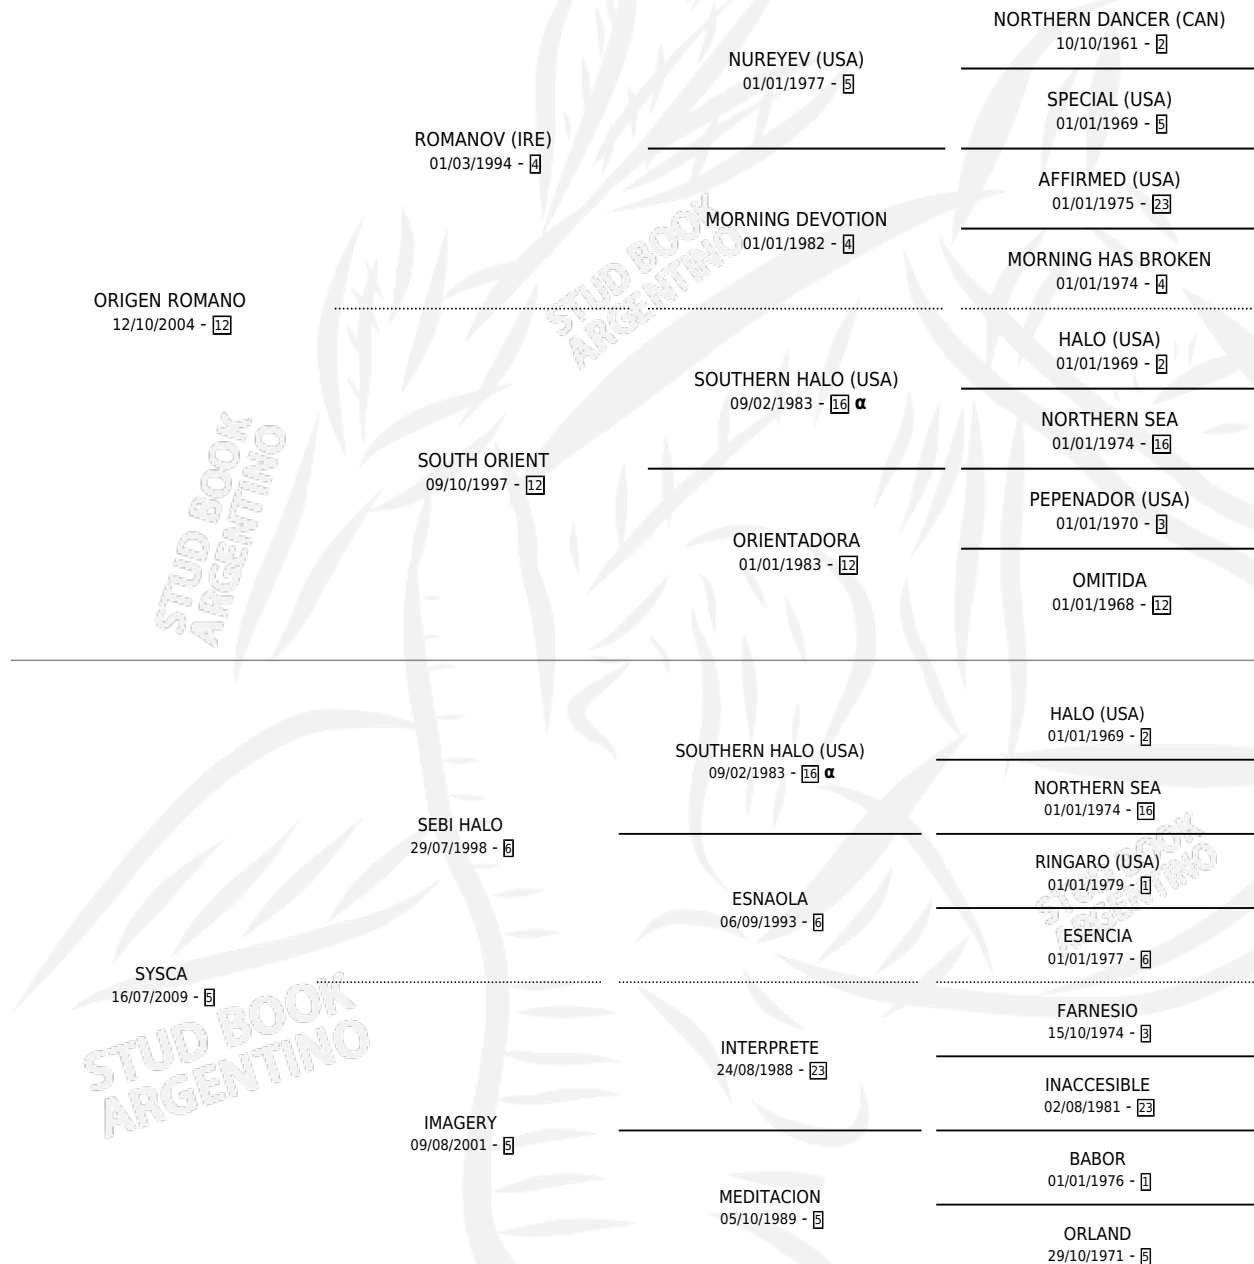 NORTHERN DANCER (CAN)
10/10/1961 - 2
NUREYEV (USA)
01/01/1977 - 5
SPECIAL (USA)
01/01/1969 - 5
ROMANOV (IRE)
01/03/1994 - 4
AFFIRMED (USA)
01/01/1975 - 23
MORNING DEVOTION
01/01/1982 - 4
MORNING HAS BROKEN
01/01/1974 - 4
STUD BOOK
ARGENTINO
ORIGEN ROMANO
12/10/2004 - 12
HALO (USA)
01/01/1969 - 2
SOUTHERN HALO (USA)
09/02/1983 - 16 α
NORTHERN SEA
01/01/1974 - 16
SOUTH ORIENT
09/10/1997 - 12
PEPENADOR (USA)
01/01/1970 - 3
ORIENTADORA
01/01/1983 - 12
OMITIDA
01/01/1968 - 12
STUD BOOK
ARGENTINO
HALO (USA)
01/01/1969 - 2
SOUTHERN HALO (USA)
09/02/1983 - 16 α
NORTHERN SEA
01/01/1974 - 16
SEBI HALO
29/07/1998 - 6
RINGARO (USA)
01/01/1979 - 1
ESNAOLA
06/09/1993 - 6
ESENCIA
01/01/1977 - 6
STUD BOOK
ARGENTINO
SYSCA
16/07/2009 - 5
FARNESIO
15/10/1974 - 3
INTERPRETE
24/08/1988 - 23
INACCESIBLE
02/08/1981 - 23
STUD BOOK
ARGENTINO
IMAGERY
09/08/2001 - 5
BABOR
01/01/1976 - 1
MEDITACION
05/10/1989 - 5
ORLAND
29/10/1971 - 5